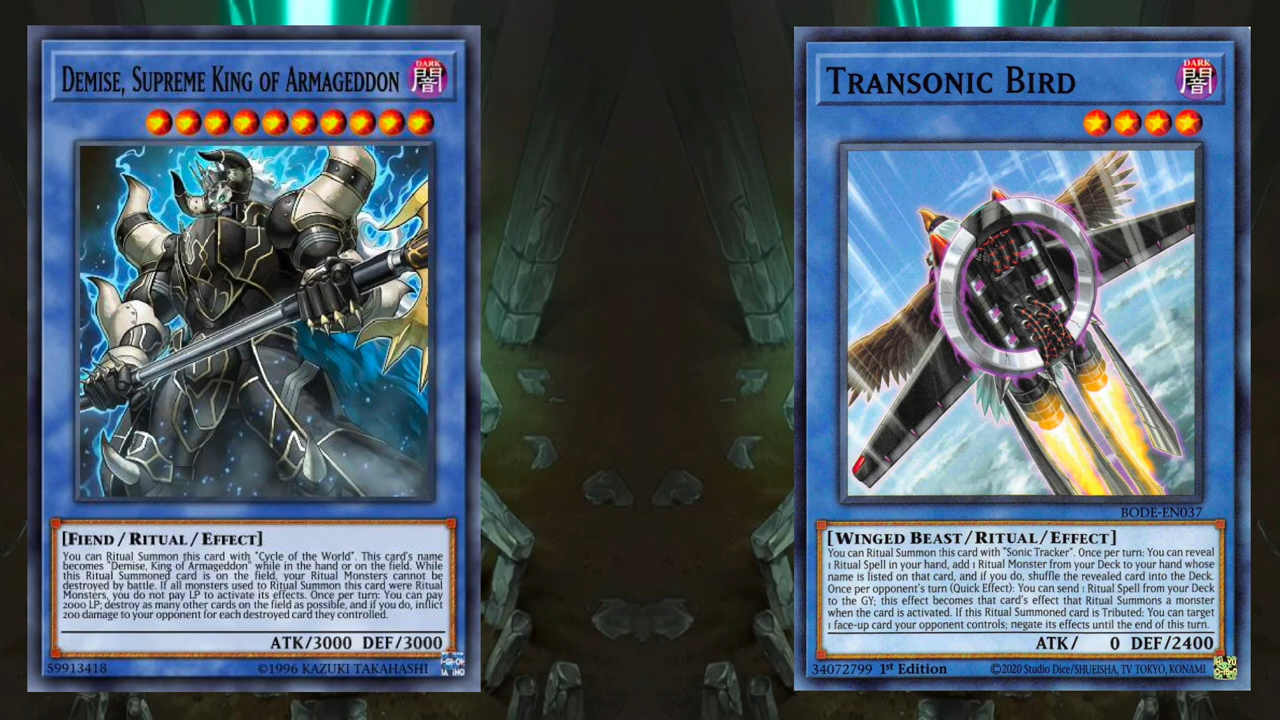 DEMISE, SUPREME KING OF ARMAGEDDON
DARK
闇
[FIEND / RITUAL / EFFECT]
You can Ritual Summon this card with "Cycle of the World". This card's name
becomes "Demise, King of Armageddon" while in the hand or on the field. While
this Ritual Summoned card is on the field, your Ritual Monsters cannot be
destroyed by battle. If all monsters used to Ritual Summon this card were Ritual
Monsters, you do not pay LP to activate its effects. Once per turn: You can pay
2000 LP; destroy as many other cards on the field as possible, and if you do, inflict
200 damage to your opponent for each destroyed card they controlled.
ATK/3000 DEF/3000
59913418 ©1996 KAZUKI TAKAHASHI
TRANSONIC BIRD
DARK
闇
BODE-EN037
[WINGED BEAST / RITUAL / EFFECT]
You can Ritual Summon this card with "Sonic Tracker". Once per turn: You can reveal
1 Ritual Spell in your hand, add 1 Ritual Monster from your Deck to your hand whose
name is listed on that card, and if you do, shuffle the revealed card into the Deck.
Once per opponent's turn (Quick Effect): You can send 1 Ritual Spell from your Deck
to the GY; this effect becomes that card's effect that Ritual Summons a monster
when the card is activated. If this Ritual Summoned card is Tributed: You can target
1 face-up card your opponent controls; negate its effects until the end of this turn.
ATK/ 0 DEF/2400
34072799 1st Edition ©2020 Studio Dice/SHUEISHA, TV TOKYO, KONAMI